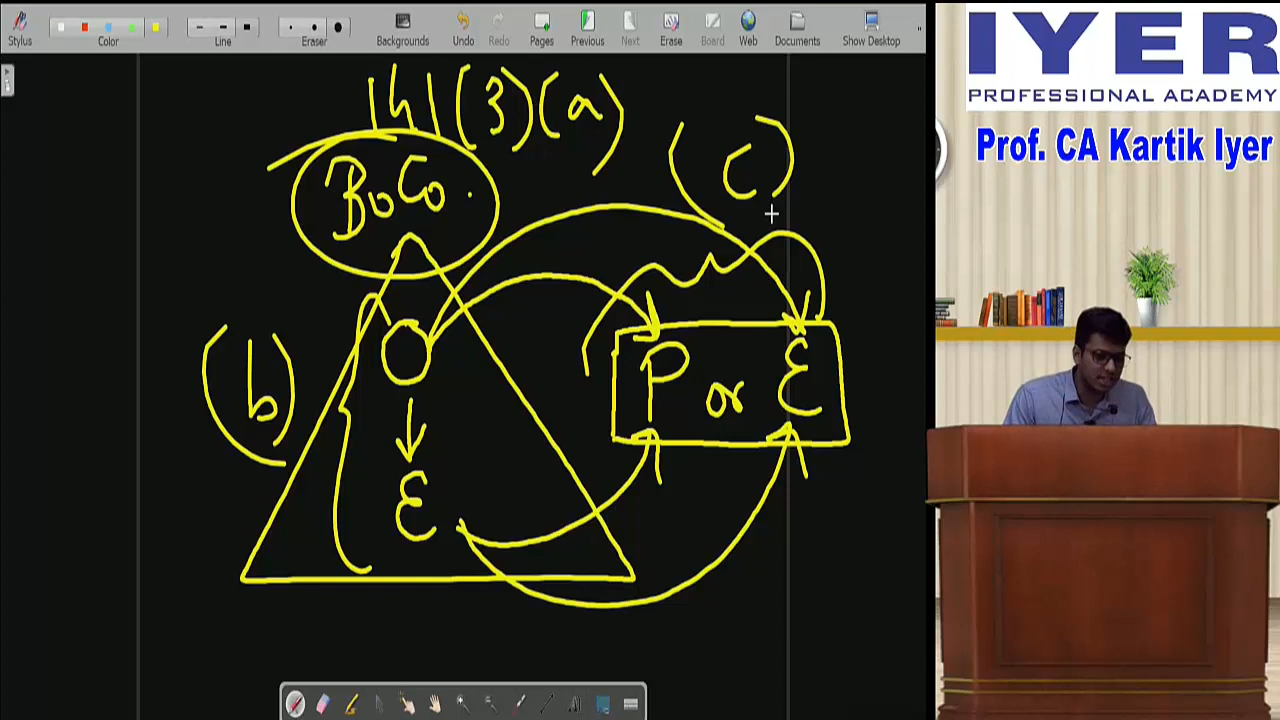 Stylus
Color
Line
Eraser
Backgrounds
Undo
Redo
Pages
Previous
Next
Erase
Board
Web
Documents
Show Desktop
IYER
PROFESSIONAL ACADEMY
Prof. CA Kartik Iyer
141(3)(a)
(c)
BoCo.
(b)
P or E
O
E